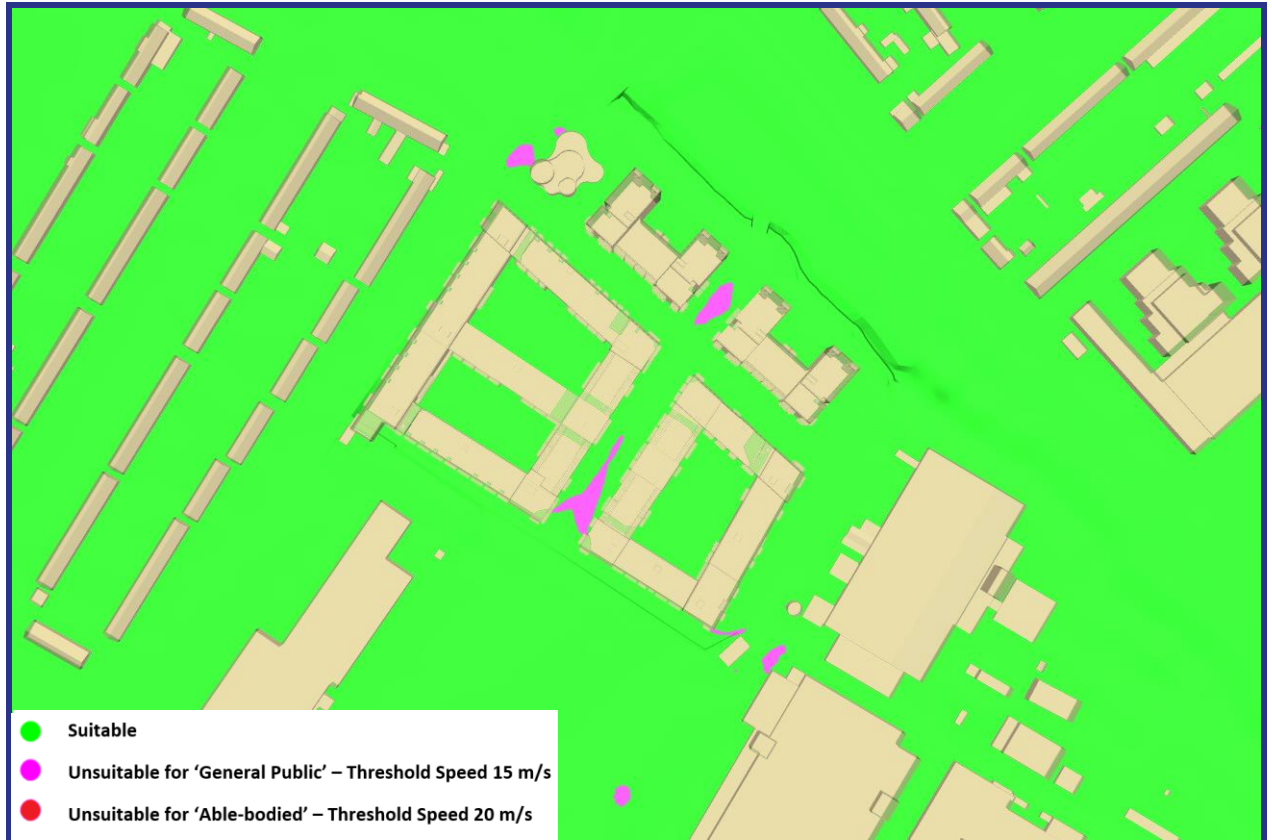 Suitable
Unsuitable for ‘General Public’ – Threshold Speed 15 m/s
Unsuitable for ‘Able-bodied’ – Threshold Speed 20 m/s